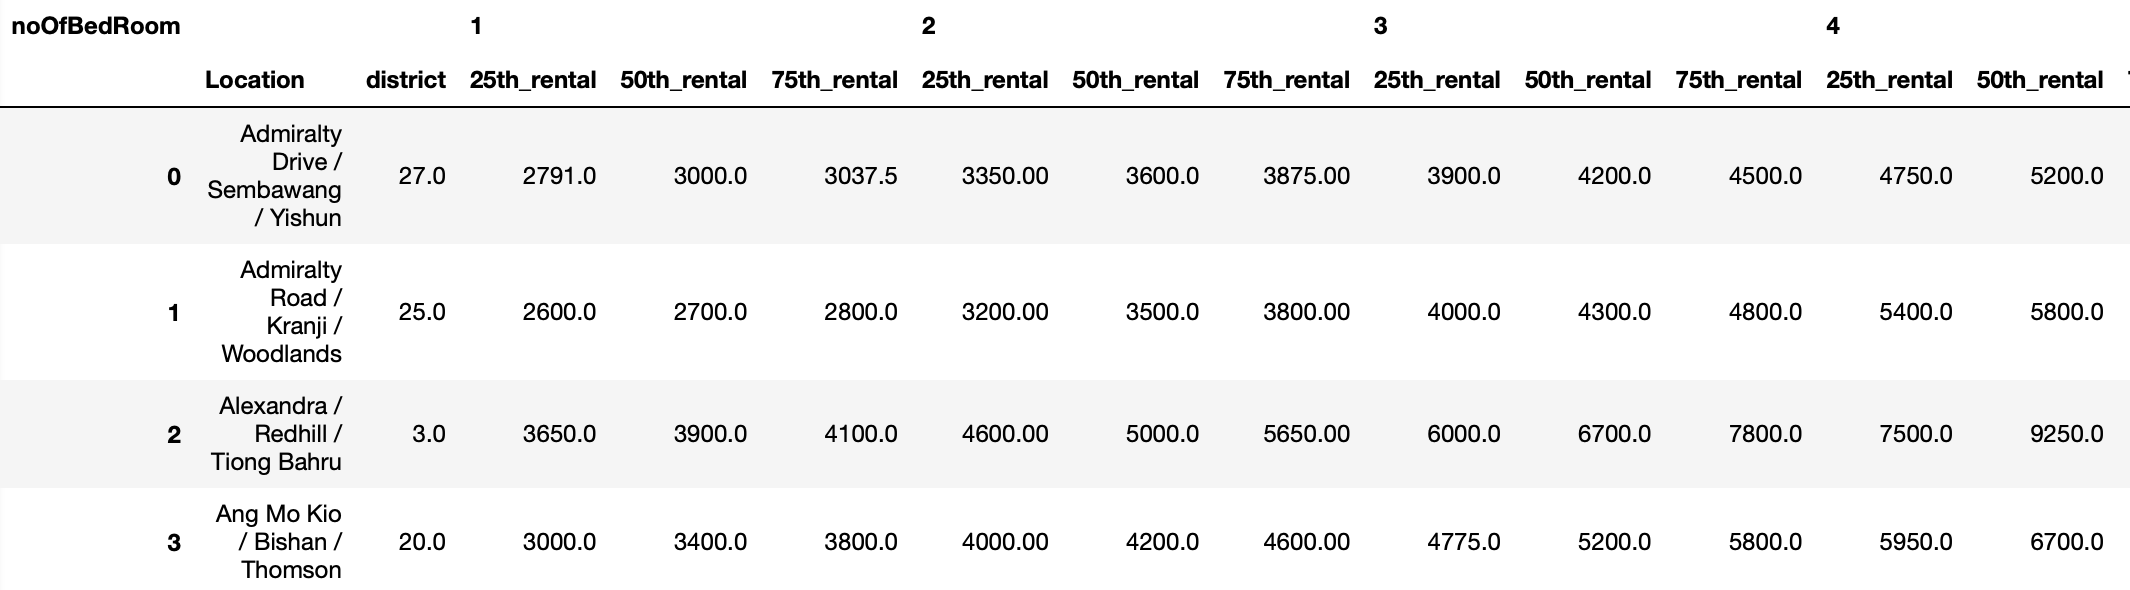 noOfBedRoom 1 2 3 4
Location district 25th_rental 50th_rental 75th_rental 25th_rental 50th_rental 75th_rental 25th_rental 50th_rental 75th_rental 25th_rental 50th_rental
Admiralty
Drive /
0 27.0 2791.0 3000.0 3037.5 3350.00 3600.0 3875.00 3900.0 4200.0 4500.0 4750.0 5200.0
Sembawang
/ Yishun
Admiralty
Road /
1 25.0 2600.0 2700.0 2800.0 3200.00 3500.0 3800.00 4000.0 4300.0 4800.0 5400.0 5800.0
Kranji /
Woodlands
Alexandra /
2 Redhill / 3.0 3650.0 3900.0 4100.0 4600.00 5000.0 5650.00 6000.0 6700.0 7800.0 7500.0 9250.0
Tiong Bahru
Ang Mo Kio
3 / Bishan / 20.0 3000.0 3400.0 3800.0 4000.00 4200.0 4600.00 4775.0 5200.0 5800.0 5950.0 6700.0
Thomson